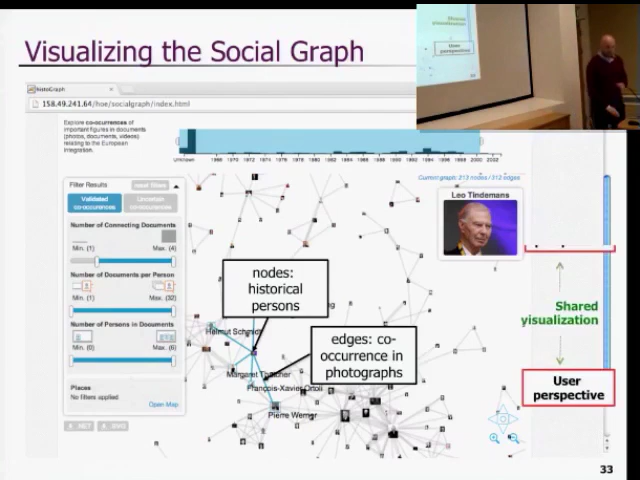 Visualizing the Social Graph
Shared
visualization
User
perspective
histoGraph
158.49.241.64/hoe/socialgraph/index.html
Explore co-occurrences of
important figures in documents
(photos, documents, videos)
relating to the European
Integration.
Unknown 1968 1970 1972 1974 1976 1978 1980 1982 1984 1986 1988 1990 1992 1994 1996 1998 2000 2002
Current graph: 213 nodes / 312 edges
Filter Results
reset filters
Validated
co-occurrences
Uncertain
co-occurrences
Number of Connecting Documents
Min. (1) Max. (4)
Number of Documents per Person
Min. (1) Max. (32)
Number of Persons in Documents
Min. (0) Max. (6)
Places
No filters applied
Open Map
.NET
SVG
Leo Tindemans
nodes:
historical
persons
Helmut Schmidt
edges: co-
occurrence in
photographs
Margaret Thatcher
François-Xavier Ortoli
Pierre Werner
Shared
visualization
User
perspective
33